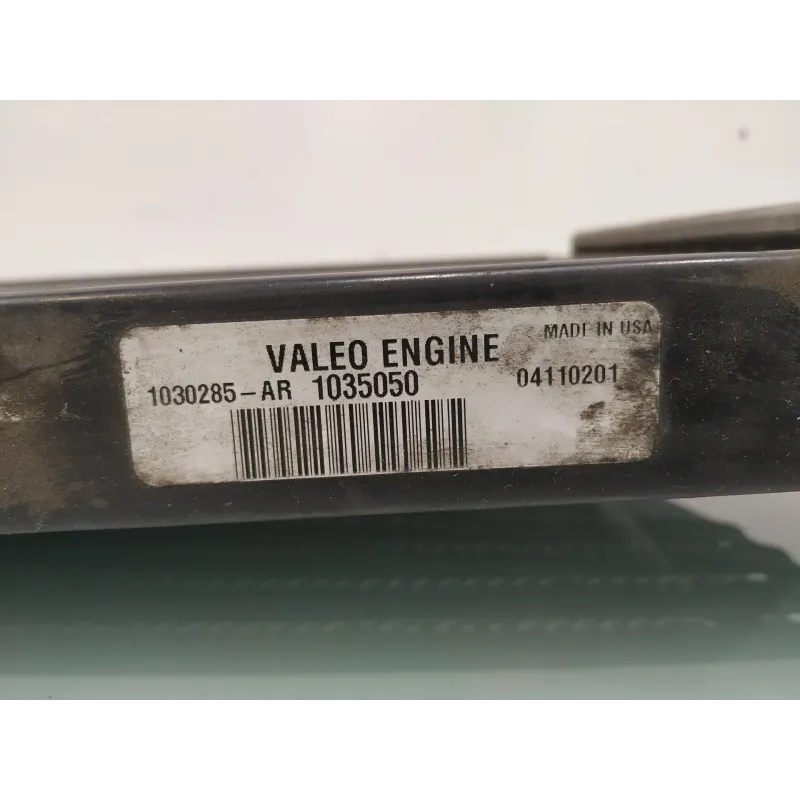 MADE IN USA
VALEO ENGINE
1030285-AR 1035050 04110201